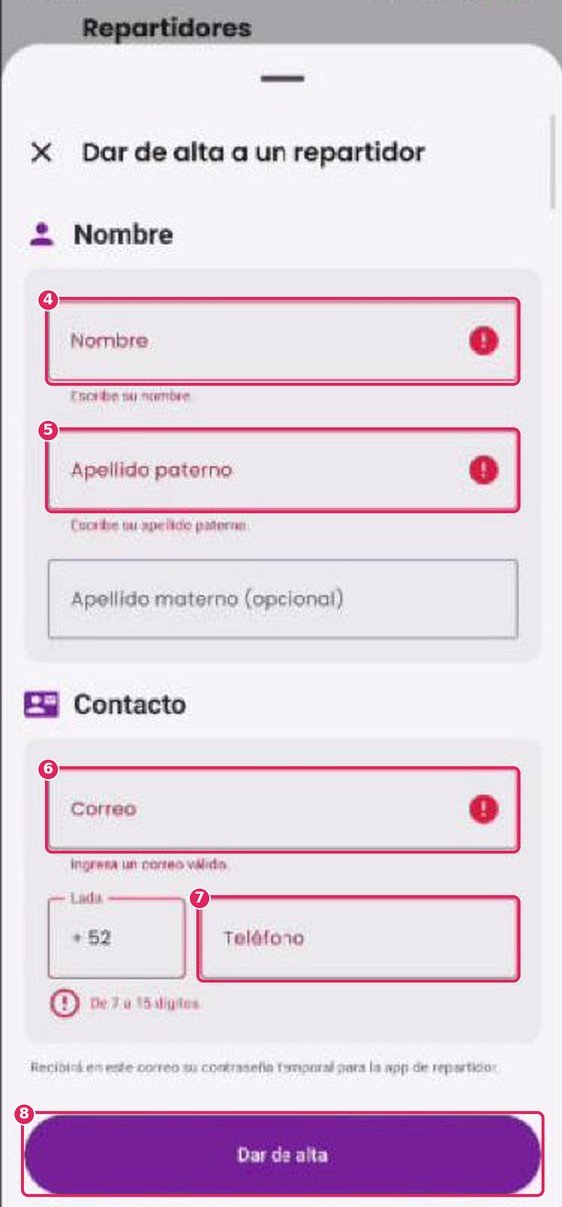 Repartidores
Dar de alta a un repartidor
Nombre
4
Nombre
Escribe su nombre.
5
Apellido paterno
Escribe su apellido paterno.
Apellido materno (opcional)
Contacto
6
Correo
Ingresa un correo válido.
Lada
7
+ 52
Teléfono
De 7 a 15 dígitos.
Recibirá en este correo su contraseña temporal para la app de repartidor.
8
Dar de alta